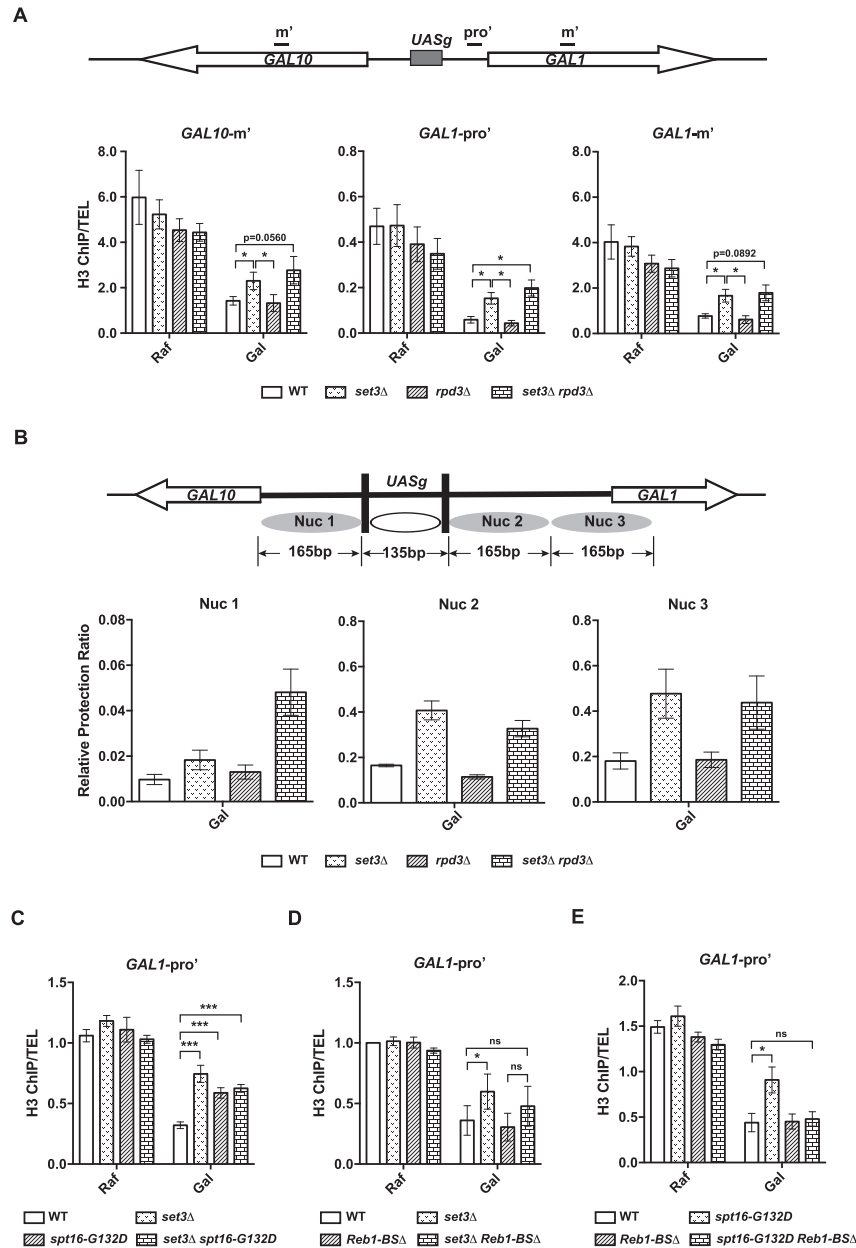 A
m’ UASg pro’ m’
GAL10 GAL1
GAL10-m’ GAL1-pro’ GAL1-m’
H3 ChIP/TEL
8.0
6.0
4.0
2.0
0.0
p=0.0560
* *
Raf Gal
0.8
0.6
0.4
0.2
0.0
*
* *
Raf Gal
8.0
6.0
4.0
2.0
0.0
p=0.0892
* *
Raf Gal
WT set3Δ rpd3Δ set3Δ rpd3Δ
B
UASg
GAL10 GAL1
Nuc 1 Nuc 2 Nuc 3
165bp 135bp 165bp 165bp
Nuc 1 Nuc 2 Nuc 3
Relative Protection Ratio
0.08
0.06
0.04
0.02
0.00
Gal
0.8
0.6
0.4
0.2
0.0
Gal
0.8
0.6
0.4
0.2
0.0
Gal
WT set3Δ rpd3Δ set3Δ rpd3Δ
C
GAL1-pro’
H3 ChIP/TEL
1.5
1.0
0.5
0.0
***
***
***
Raf Gal
WT set3Δ
spt16-G132D set3Δ spt16-G132D
D
GAL1-pro’
H3 ChIP/TEL
1.5
1.0
0.5
0.0
ns
*
ns
Raf Gal
WT set3Δ
Reb1-BSΔ set3Δ Reb1-BSΔ
E
GAL1-pro’
H3 ChIP/TEL
2.0
1.5
1.0
0.5
0.0
ns
*
Raf Gal
WT spt16-G132D
Reb1-BSΔ spt16-G132D Reb1-BSΔ